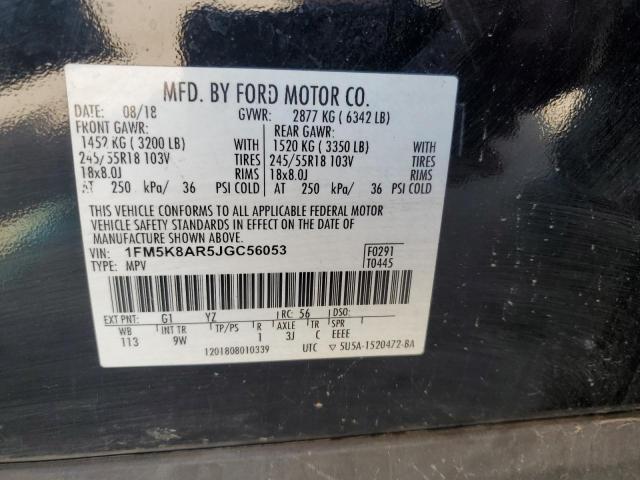 MFD. BY FORD MOTOR CO.
DATE: 08/18 GVWR: 2877 KG ( 6342 LB)
FRONT GAWR: REAR GAWR:
1452 KG ( 3200 LB) WITH 1520 KG ( 3350 LB) WITH
245/55R18 103V TIRES 245/55R18 103V TIRES
18x8.0J RIMS 18x8.0J RIMS
AT 250 kPa/ 36 PSI COLD AT 250 kPa/ 36 PSI COLD
THIS VEHICLE CONFORMS TO ALL APPLICABLE FEDERAL MOTOR
VEHICLE SAFETY STANDARDS IN EFFECT ON THE DATE OF
MANUFACTURE SHOWN ABOVE.
VIN: 1FM5K8AR5JGC56053 F0291
TYPE: MPV T0445
EXT PNT: G1 YZ RC: 56 DSO:
WB INT TR TP/PS R AXLE TR SPR
113 9W 1 3J C EEEE
1201808010339 UTC ▽ 5U5A-1520472-BA